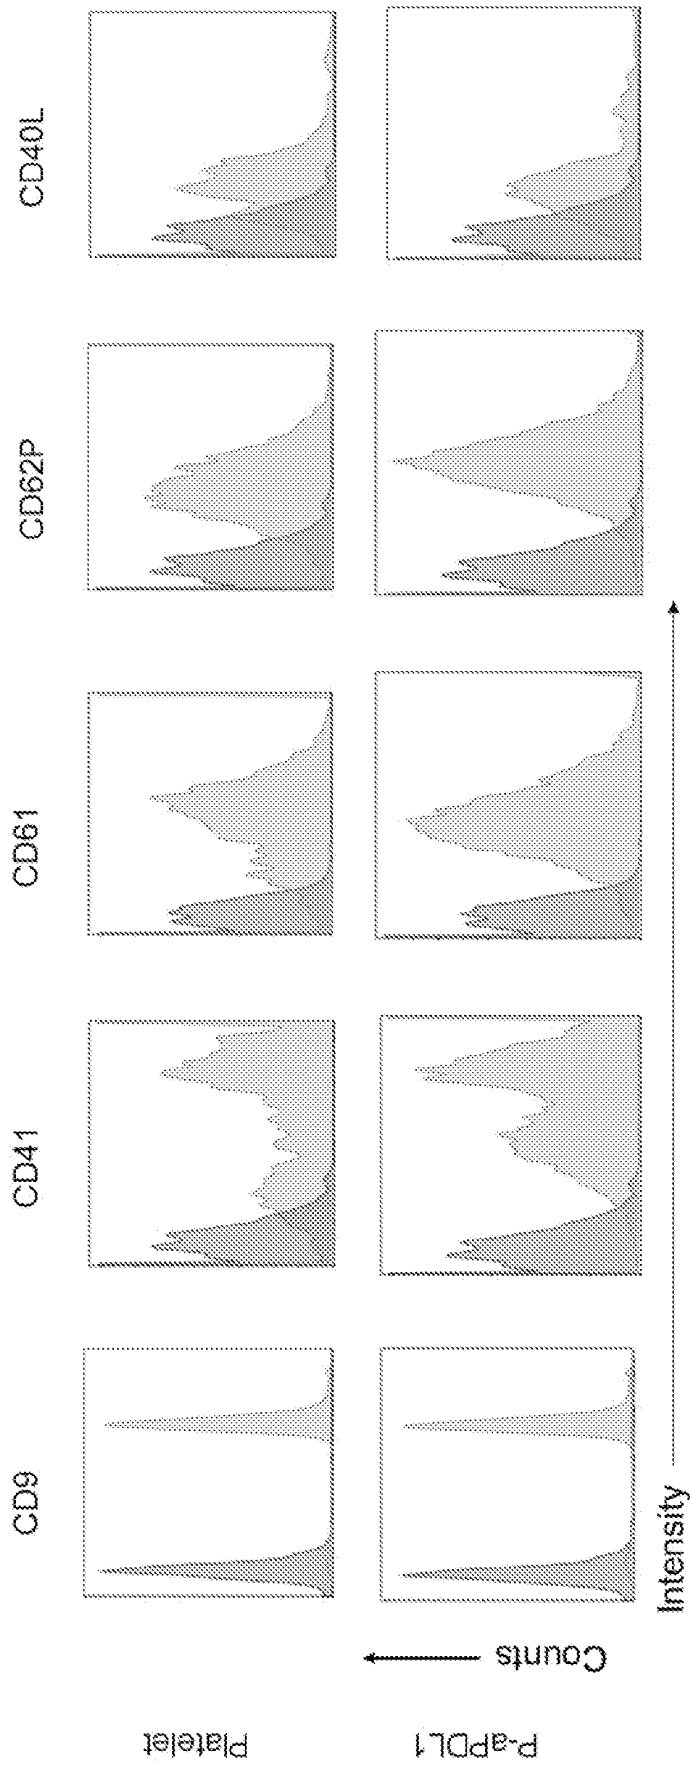 CD9
CD41
CD61
CD62P
CD40L
Platelet
P-aPDL1
Counts
Intensity